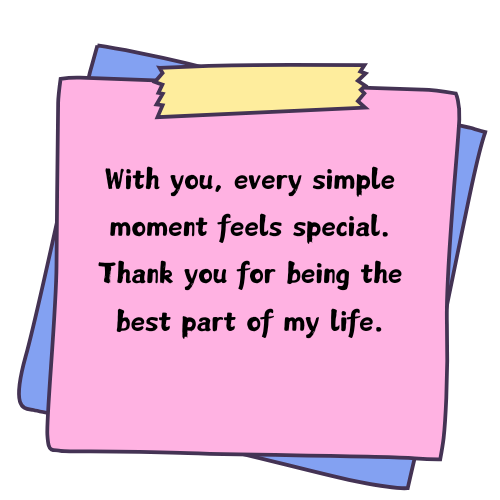 With you, every simple
moment feels special.
Thank you for being the
best part of my life.